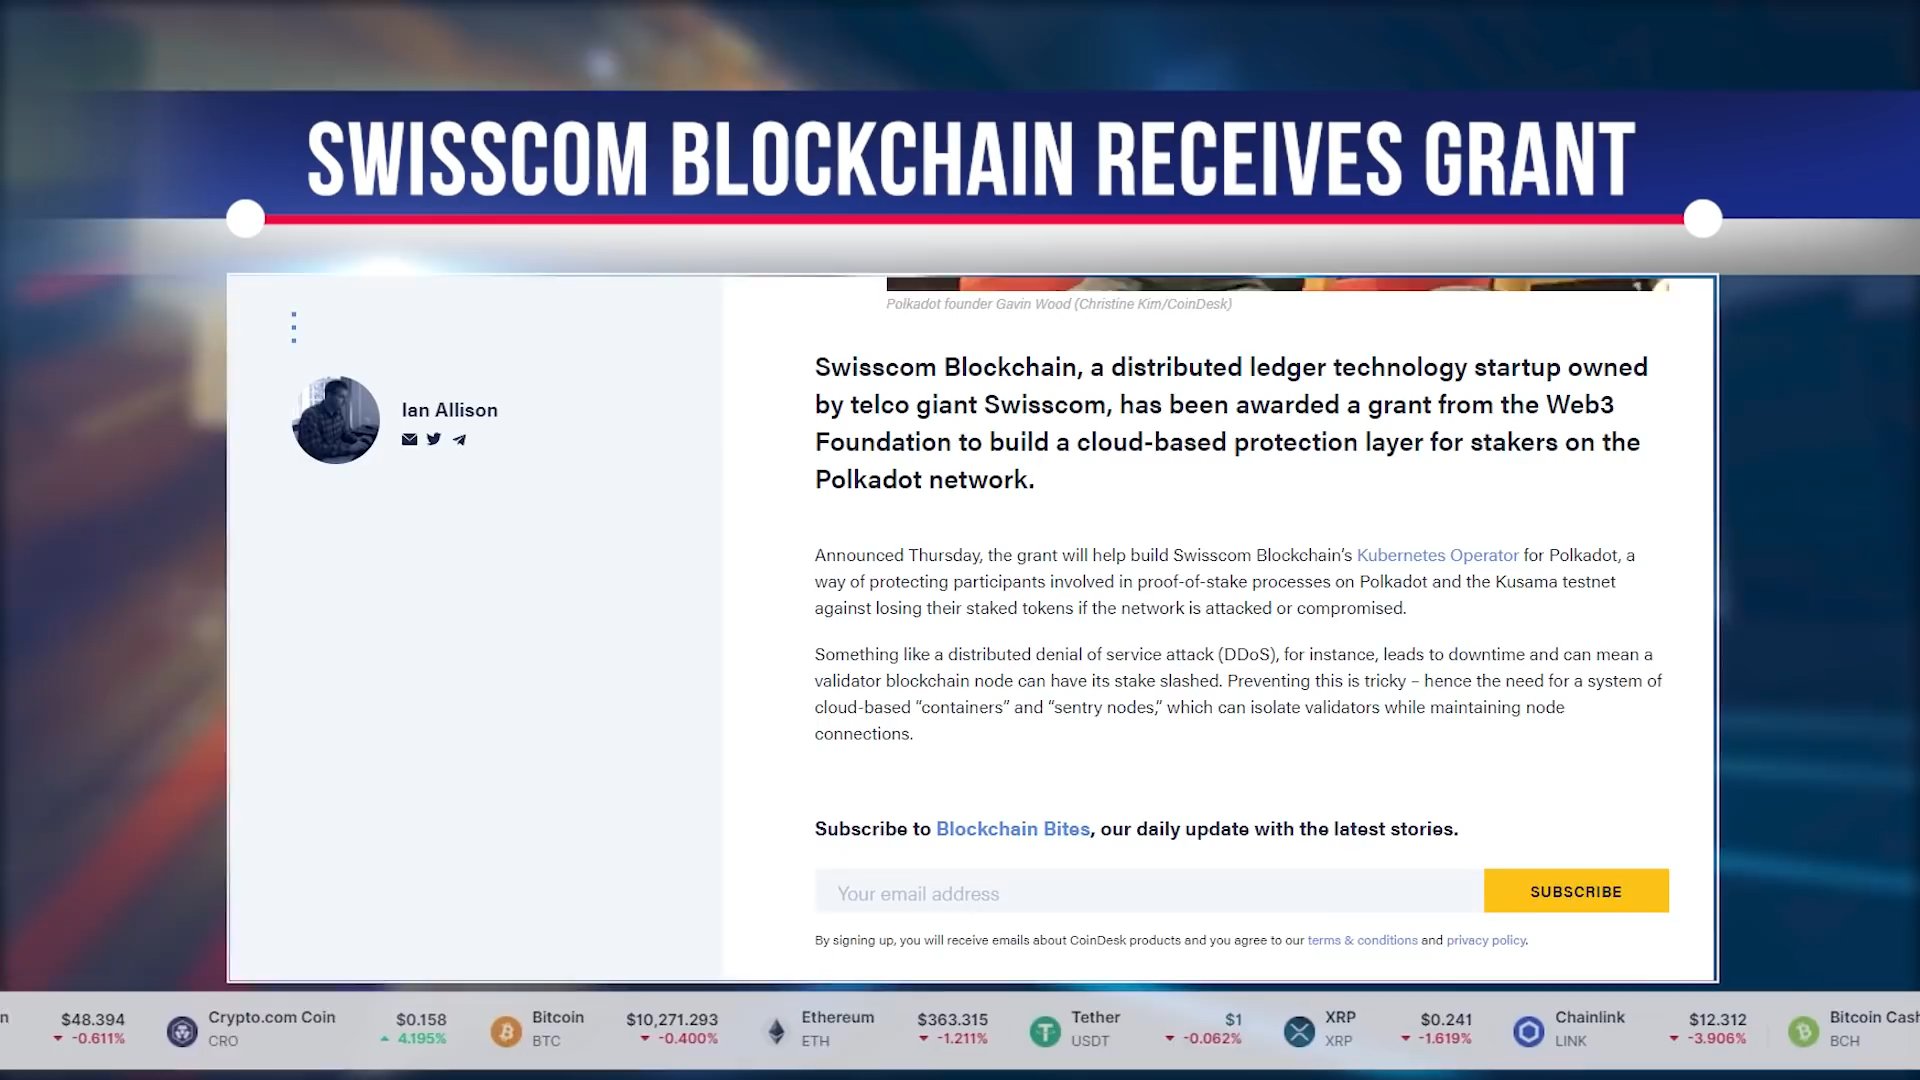 SWISSCOM BLOCKCHAIN RECEIVES GRANT
Polkadot founder Gavin Wood (Christine Kim/CoinDesk)
Ian Allison
Swisscom Blockchain, a distributed ledger technology startup owned
by telco giant Swisscom, has been awarded a grant from the Web3
Foundation to build a cloud-based protection layer for stakers on the
Polkadot network.
Announced Thursday, the grant will help build Swisscom Blockchain’s Kubernetes Operator for Polkadot, a
way of protecting participants involved in proof-of-stake processes on Polkadot and the Kusama testnet
against losing their staked tokens if the network is attacked or compromised.
Something like a distributed denial of service attack (DDoS), for instance, leads to downtime and can mean a
validator blockchain node can have its stake slashed. Preventing this is tricky – hence the need for a system of
cloud-based “containers” and “sentry nodes,” which can isolate validators while maintaining node
connections.
Subscribe to Blockchain Bites, our daily update with the latest stories.
Your email address
SUBSCRIBE
By signing up, you will receive emails about CoinDesk products and you agree to our terms & conditions and privacy policy.
n $48.394 Crypto.com Coin $0.158 Bitcoin $10,271.293 Ethereum $363.315 Tether $1 XRP $0.241 Chainlink $12.312 Bitcoin Cash
-0.611% CRO 4.195% BTC -0.400% ETH -1.211% USDT -0.062% XRP -1.619% LINK -3.906% BCH